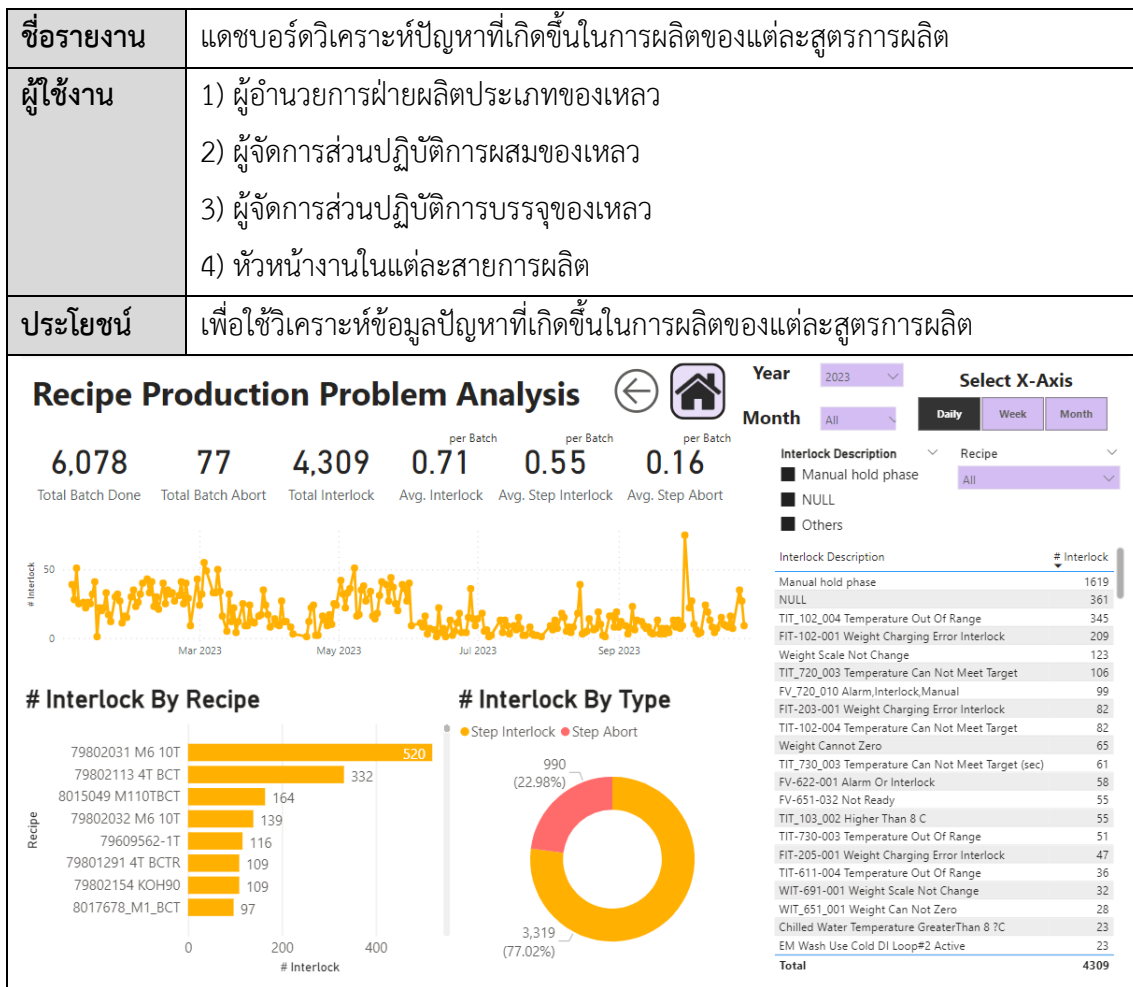 ชื่อรายงาน แดชบอร์ดวิเคราะห์ปัญหาที่เกิดขึ้นในการผลิตของแต่ละสูตรการผลิต
ผู้ใช้งาน 1) ผู้อำนวยการฝ่ายผลิตประเภทของเหลว
2) ผู้จัดการส่วนปฏิบัติการผสมของเหลว
3) ผู้จัดการส่วนปฏิบัติการบรรจุของเหลว
4) หัวหน้างานในแต่ละสายการผลิต
ประโยชน์ เพื่อใช้วิเคราะห์ข้อมูลปัญหาที่เกิดขึ้นในการผลิตของแต่ละสูตรการผลิต
Recipe Production Problem Analysis
Year 2023
Month All
Select X-Axis
Daily Week Month
per Batch per Batch per Batch
6,078 77 4,309 0.71 0.55 0.16
Total Batch Done Total Batch Abort Total Interlock Avg. Interlock Avg. Step Interlock Avg. Step Abort
Interlock Description
Manual hold phase
NULL
Others
Recipe
All
# Interlock
50
0
Mar 2023 May 2023 Jul 2023 Sep 2023
# Interlock By Recipe
Recipe
79802031 M6 10T 520
79802113 4T BCT 332
8015049 M110TBCT 164
79802032 M6 10T 139
79609562-1T 116
79801291 4T BCTR 109
79802154 KOH90 109
8017678_M1_BCT 97
0 200 400
# Interlock
# Interlock By Type
Step Interlock Step Abort
990
(22.98%)
3,319
(77.02%)
Interlock Description # Interlock
Manual hold phase 1619
NULL 361
TIT_102_004 Temperature Out Of Range 345
FIT-102-001 Weight Charging Error Interlock 209
Weight Scale Not Change 123
TIT_720_003 Temperature Can Not Meet Target 106
FV_720_010 Alarm,Interlock,Manual 99
FIT-203-001 Weight Charging Error Interlock 82
TIT-102-004 Temperature Can Not Meet Target 82
Weight Cannot Zero 65
TIT_730_003 Temperature Can Not Meet Target (sec) 61
FV-622-001 Alarm Or Interlock 58
FV-651-032 Not Ready 55
TIT_103_002 Higher Than 8 C 55
TIT-730-003 Temperature Out Of Range 51
FIT-205-001 Weight Charging Error Interlock 47
TIT-611-004 Temperature Out Of Range 36
WIT-691-001 Weight Scale Not Change 32
WIT_651_001 Weight Can Not Zero 28
Chilled Water Temperature GreaterThan 8 ?C 23
EM Wash Use Cold DI Loop#2 Active 23
Total 4309